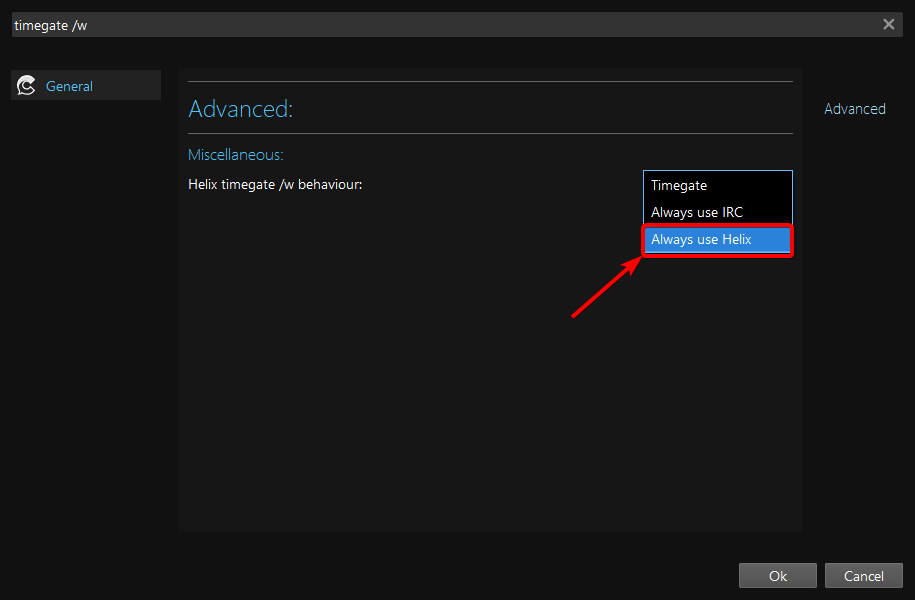 timegate /w
General
Advanced:
Advanced
Miscellaneous:
Helix timegate /w behaviour:
Timegate
Always use IRC
Always use Helix
Ok
Cancel